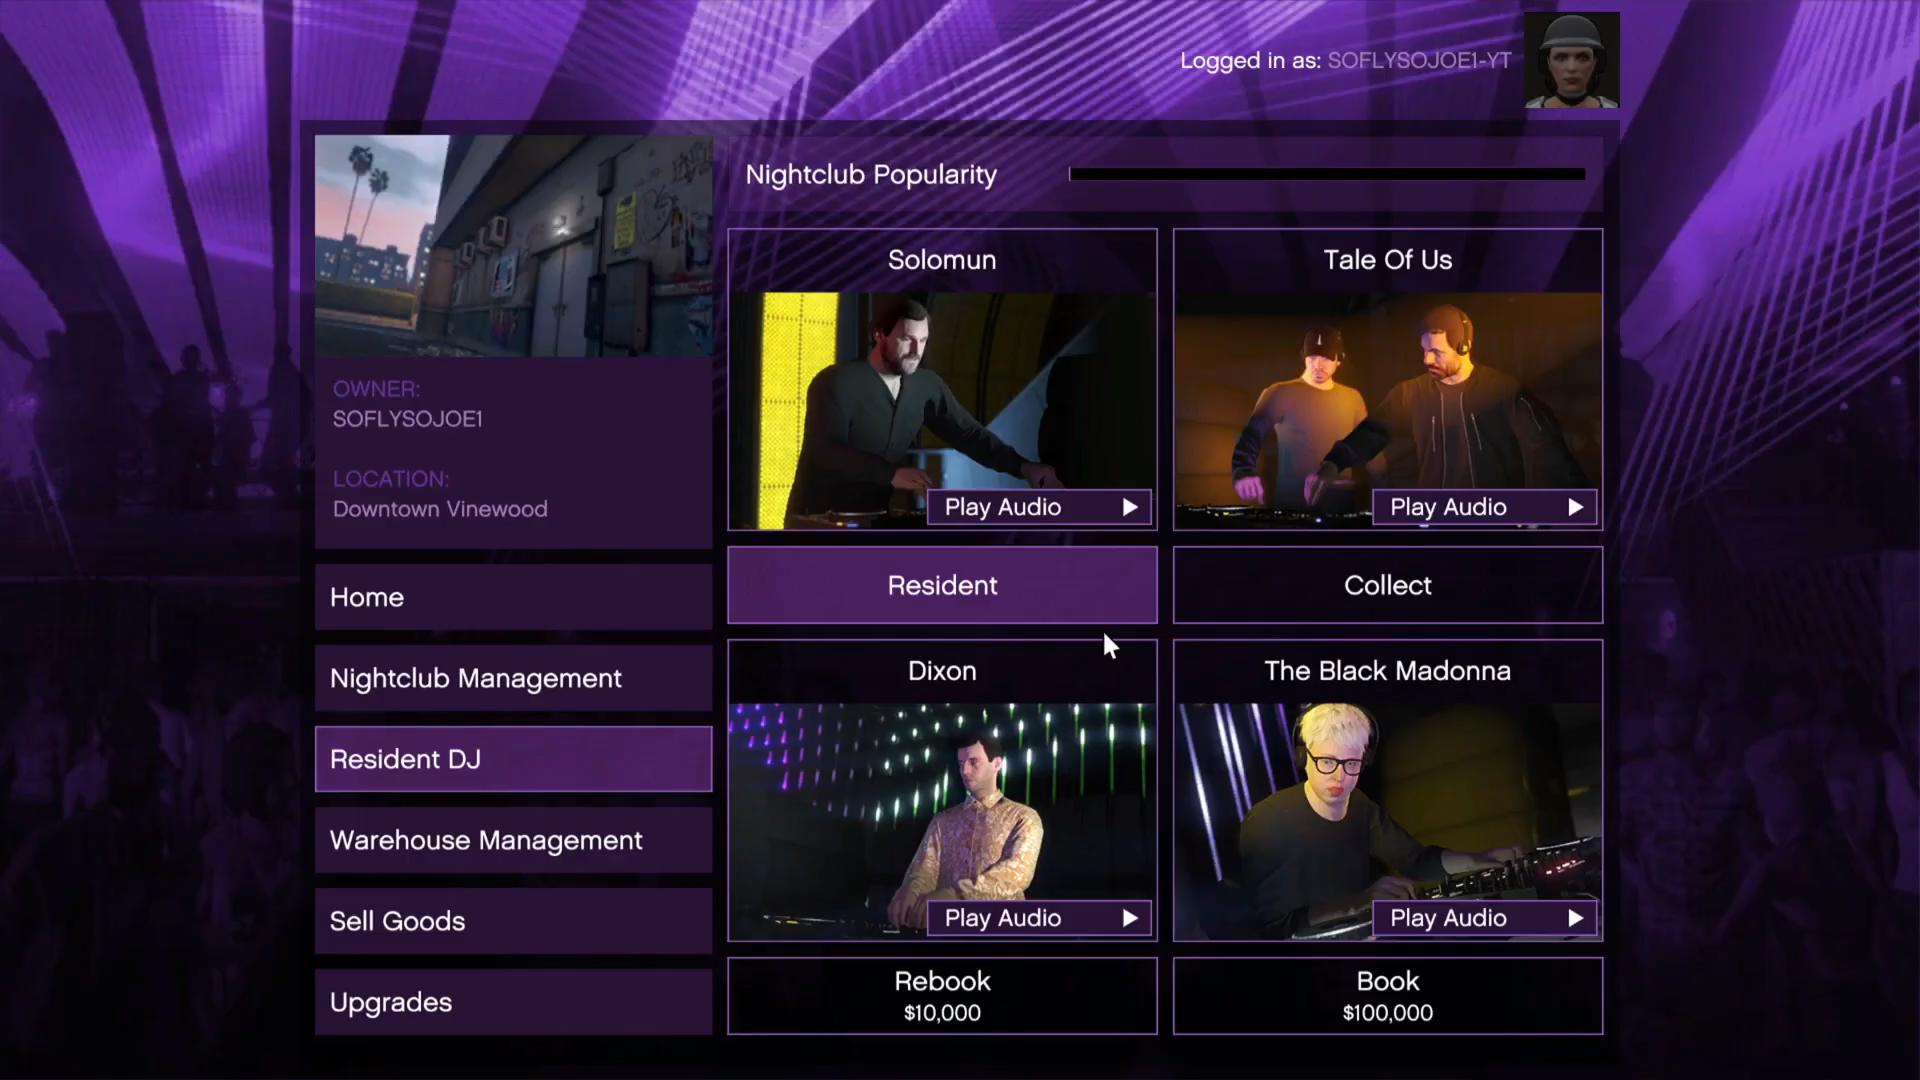 Logged in as: SOFLYSOJOE1-YT
Nightclub Popularity
OWNER:
SOFLYSOJOE1
LOCATION:
Downtown Vinewood
Home
Nightclub Management
Resident DJ
Warehouse Management
Sell Goods
Upgrades
Solomun
Play Audio
Tale Of Us
Play Audio
Resident
Collect
Dixon
Play Audio
The Black Madonna
Play Audio
Rebook
$10,000
Book
$100,000